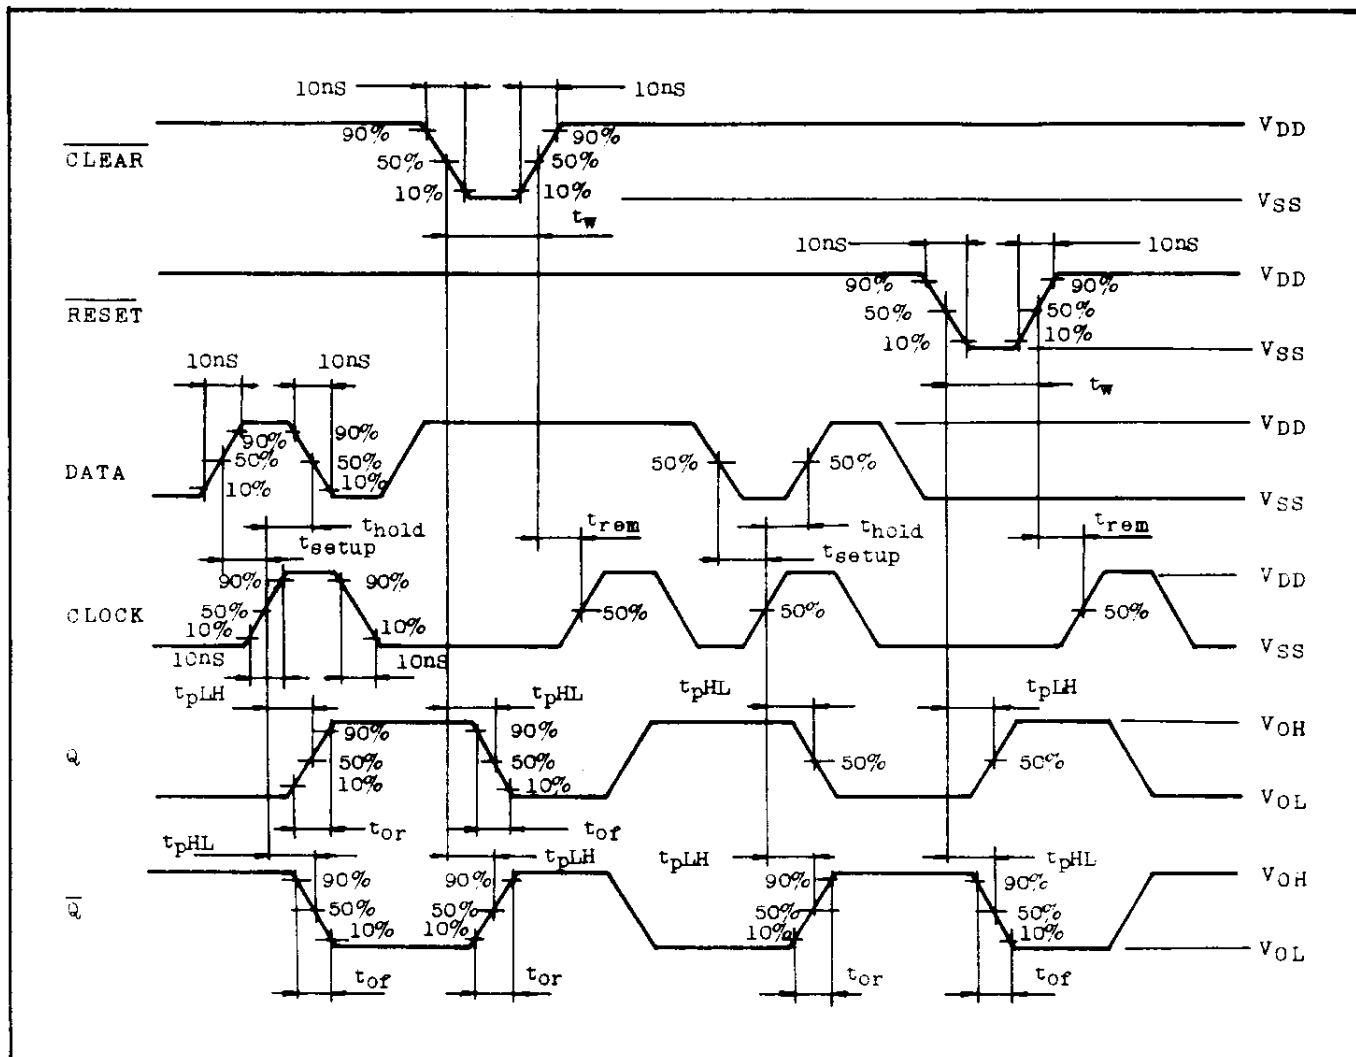 10nS 10nS
90% 90% VDD
CLEAR 50% 50%
10% 10% VSS
tw
10nS 10nS
VDD
90% 90%
RESET 50% 50%
10% 10% VSS
10nS 10nS tw
VDD
90% 90%
DATA 50% 50% 50% 50%
10% 10% VSS
thold trem thold trem
tsetup tsetup
90% 90% VDD
CLOCK 50% 50% 50% 50%
10% 10% VSS
10nS 10nS
tpLH tpHL tpHL tpLH
90% 90% VOH
Q 50% 50% 50% 50%
10% 10% VOL
tor tof
tpHL tpLH tpLH tpHL
90% 90% 90% 90% VOH
Q 50% 50% 50% 50%
10% 10% 10% 10% VOL
tof tor tor tof